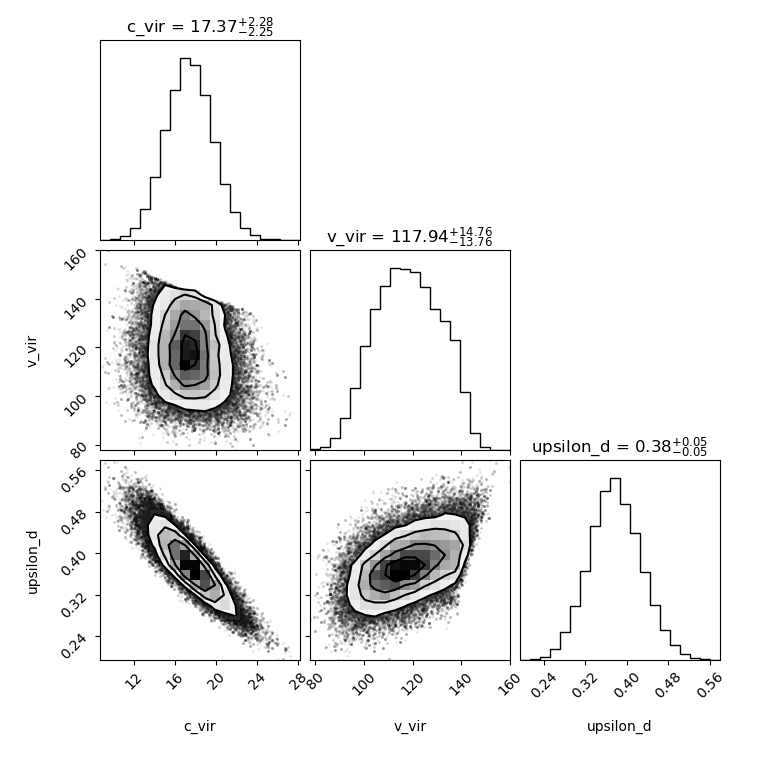 c_vir = 17.37+2.28−2.25
160
140
120
100
80
v_vir
v_vir = 117.94+14.76−13.76
0.56
0.48
0.40
0.32
0.24
upsilon_d
upsilon_d = 0.38+0.05−0.05
12 16 20 24 28
80 100 120 140 160
0.24 0.32 0.40 0.48 0.56
c_vir
v_vir
upsilon_d